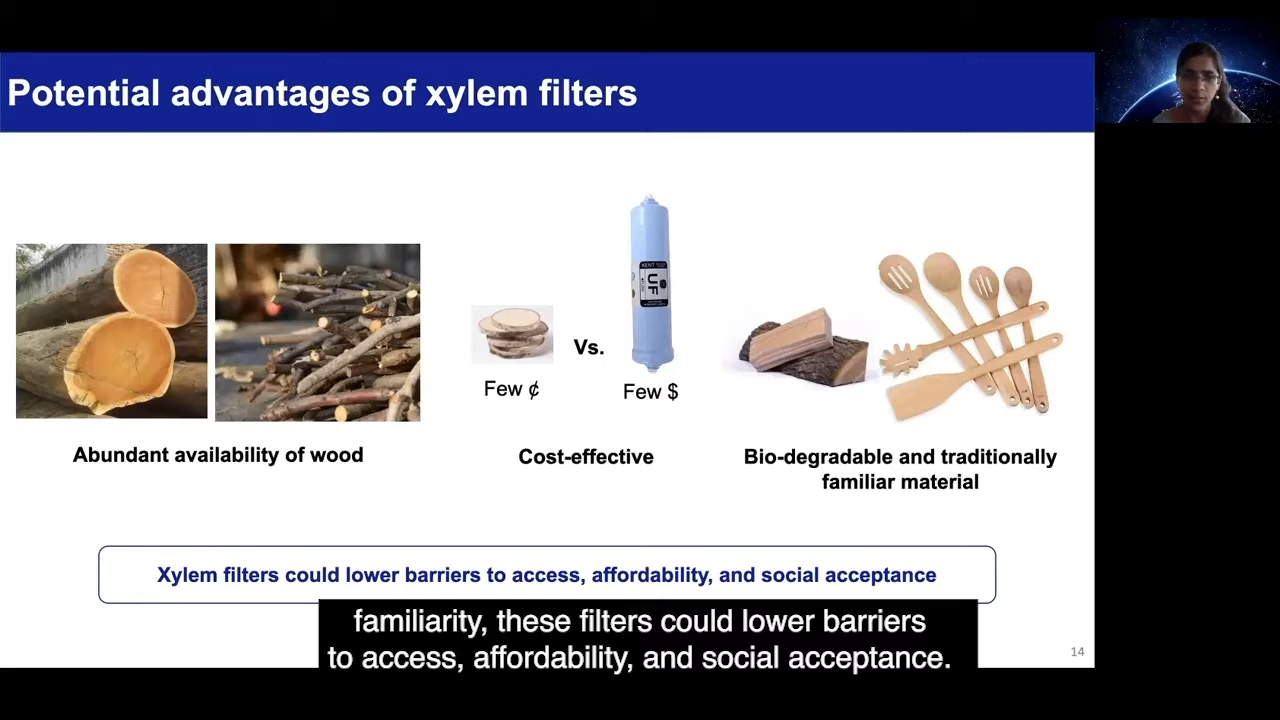 Potential advantages of xylem filters
KENT
UF
Vs.
Few ¢
Few $
Abundant availability of wood
Cost-effective
Bio-degradable and traditionally
familiar material
Xylem filters could lower barriers to access, affordability, and social acceptance
familiarity, these filters could lower barriers
to access, affordability, and social acceptance.
14